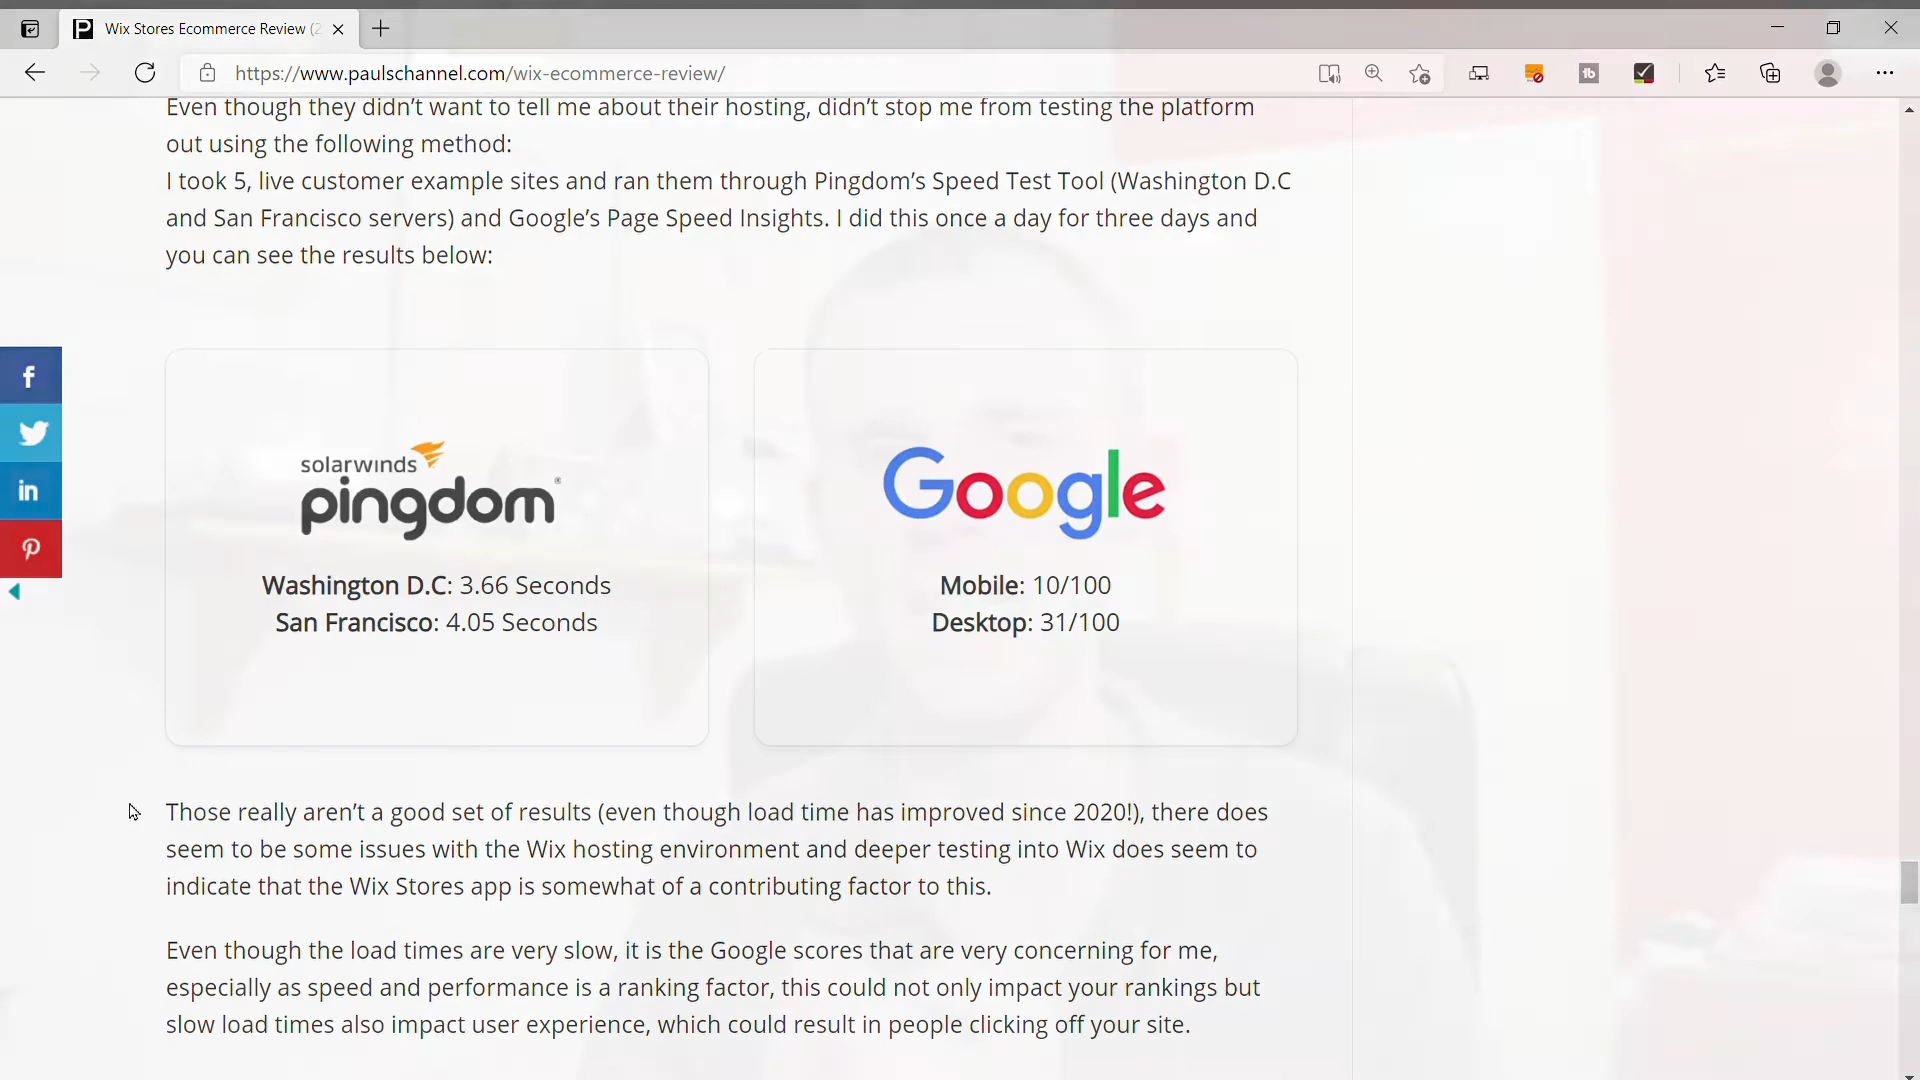 Wix Stores Ecommerce Review (2
https://www.paulschannel.com/wix-ecommerce-review/
Even though they didn’t want to tell me about their hosting, didn’t stop me from testing the platform
out using the following method:
I took 5, live customer example sites and ran them through Pingdom’s Speed Test Tool (Washington D.C
and San Francisco servers) and Google’s Page Speed Insights. I did this once a day for three days and
you can see the results below:
solarwinds
pingdom®
Google
Washington D.C: 3.66 Seconds
San Francisco: 4.05 Seconds
Mobile: 10/100
Desktop: 31/100
Those really aren’t a good set of results (even though load time has improved since 2020!), there does
seem to be some issues with the Wix hosting environment and deeper testing into Wix does seem to
indicate that the Wix Stores app is somewhat of a contributing factor to this.
Even though the load times are very slow, it is the Google scores that are very concerning for me,
especially as speed and performance is a ranking factor, this could not only impact your rankings but
slow load times also impact user experience, which could result in people clicking off your site.